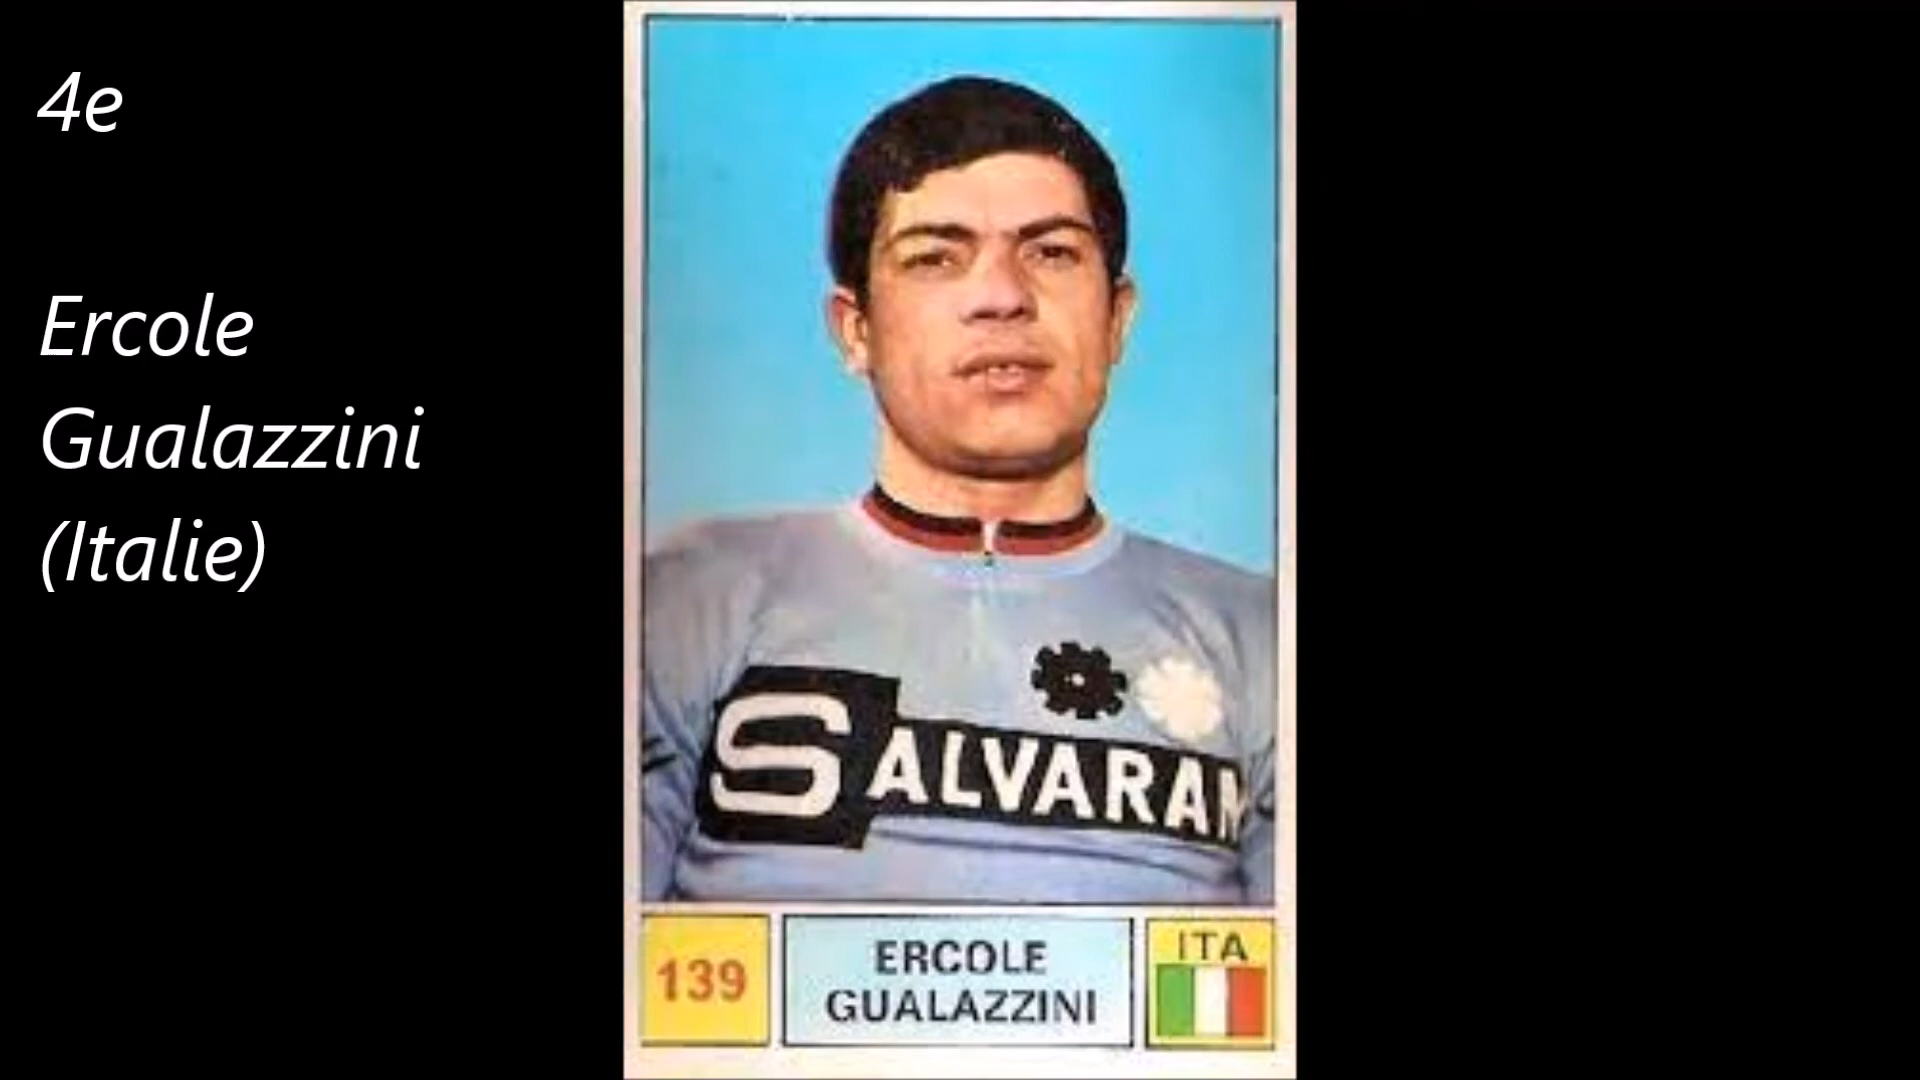 4e
Ercole
Gualazzini
(Italie)
SALVARAN
139
ERCOLE
GUALAZZINI
ITA